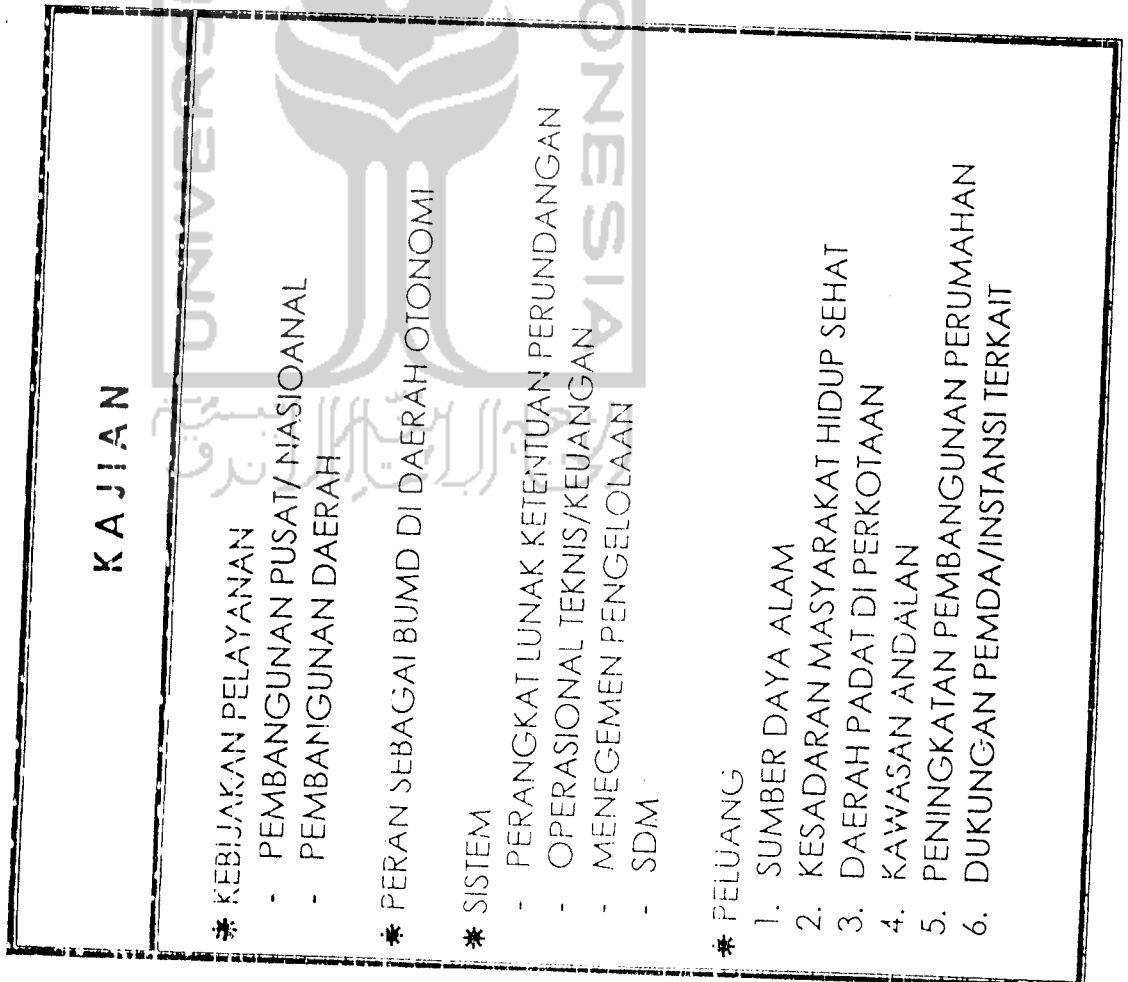 KAJIAN
* KEBIJAKAN PELAYANAN
- PEMBANGUNAN PUSAT/NASIOANAL
- PEMBANGUNAN DAERAH
* PERAN SEBAGAI BUMD DI DAERAH OTONOMI
* SISTEM
- PERANGKAT LUNAK KETENTUAN PERUNDANGAN
- OPERASIONAL TEKNIS/KEUANGAN
- MENEGEMEN PENGELOLAAN
- SDM
* PELUANG
1. SUMBER DAYA ALAM
2. KESADARAN MASYARAKAT HIDUP SEHAT
3. DAERAH PADAT DI PERKOTAAN
4. KAWASAN ANDALAN
5. PENINGKATAN PEMBANGUNAN PERUMAHAN
6. DUKUNGAN PEMDA/INSTANSI TERKAIT